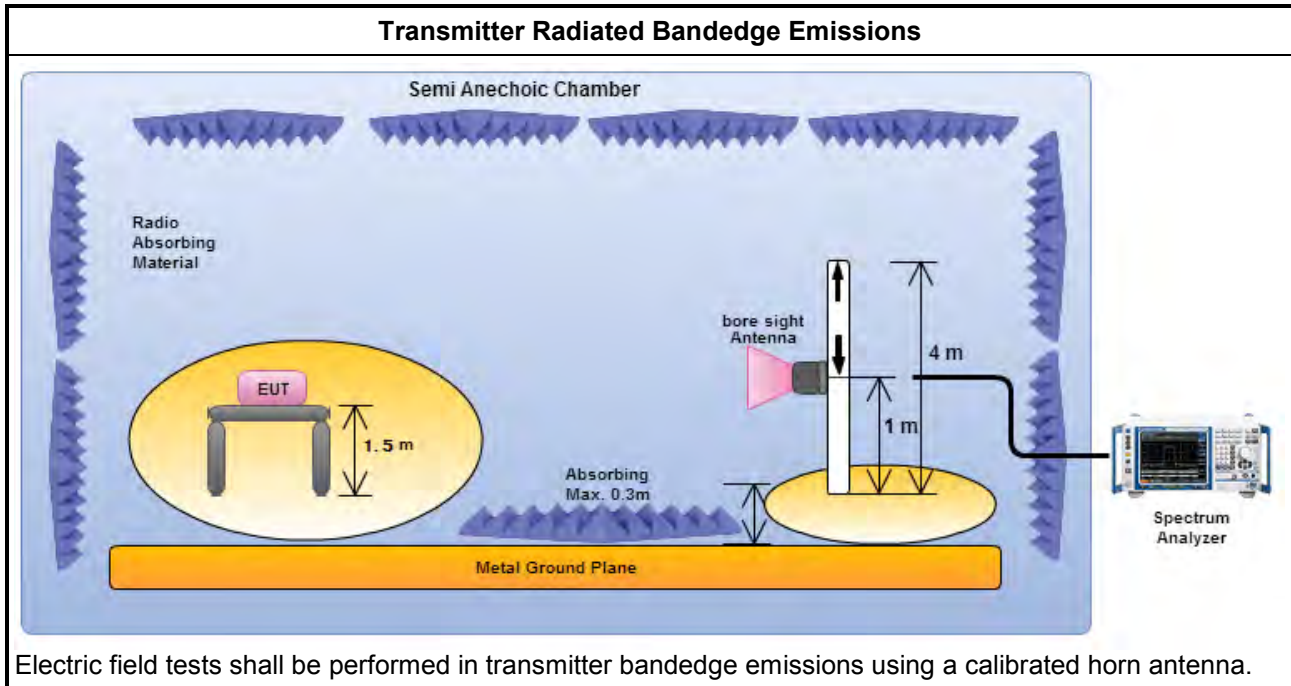 Transmitter Radiated Bandedge Emissions
Semi Anechoic Chamber
Radio
Absorbing
Material
bore sight
Antenna
4 m
EUT
1 m
1.5 m
Absorbing
Max. 0.3m
Spectrum
Analyzer
Metal Ground Plane
Electric field tests shall be performed in transmitter bandedge emissions using a calibrated horn antenna.